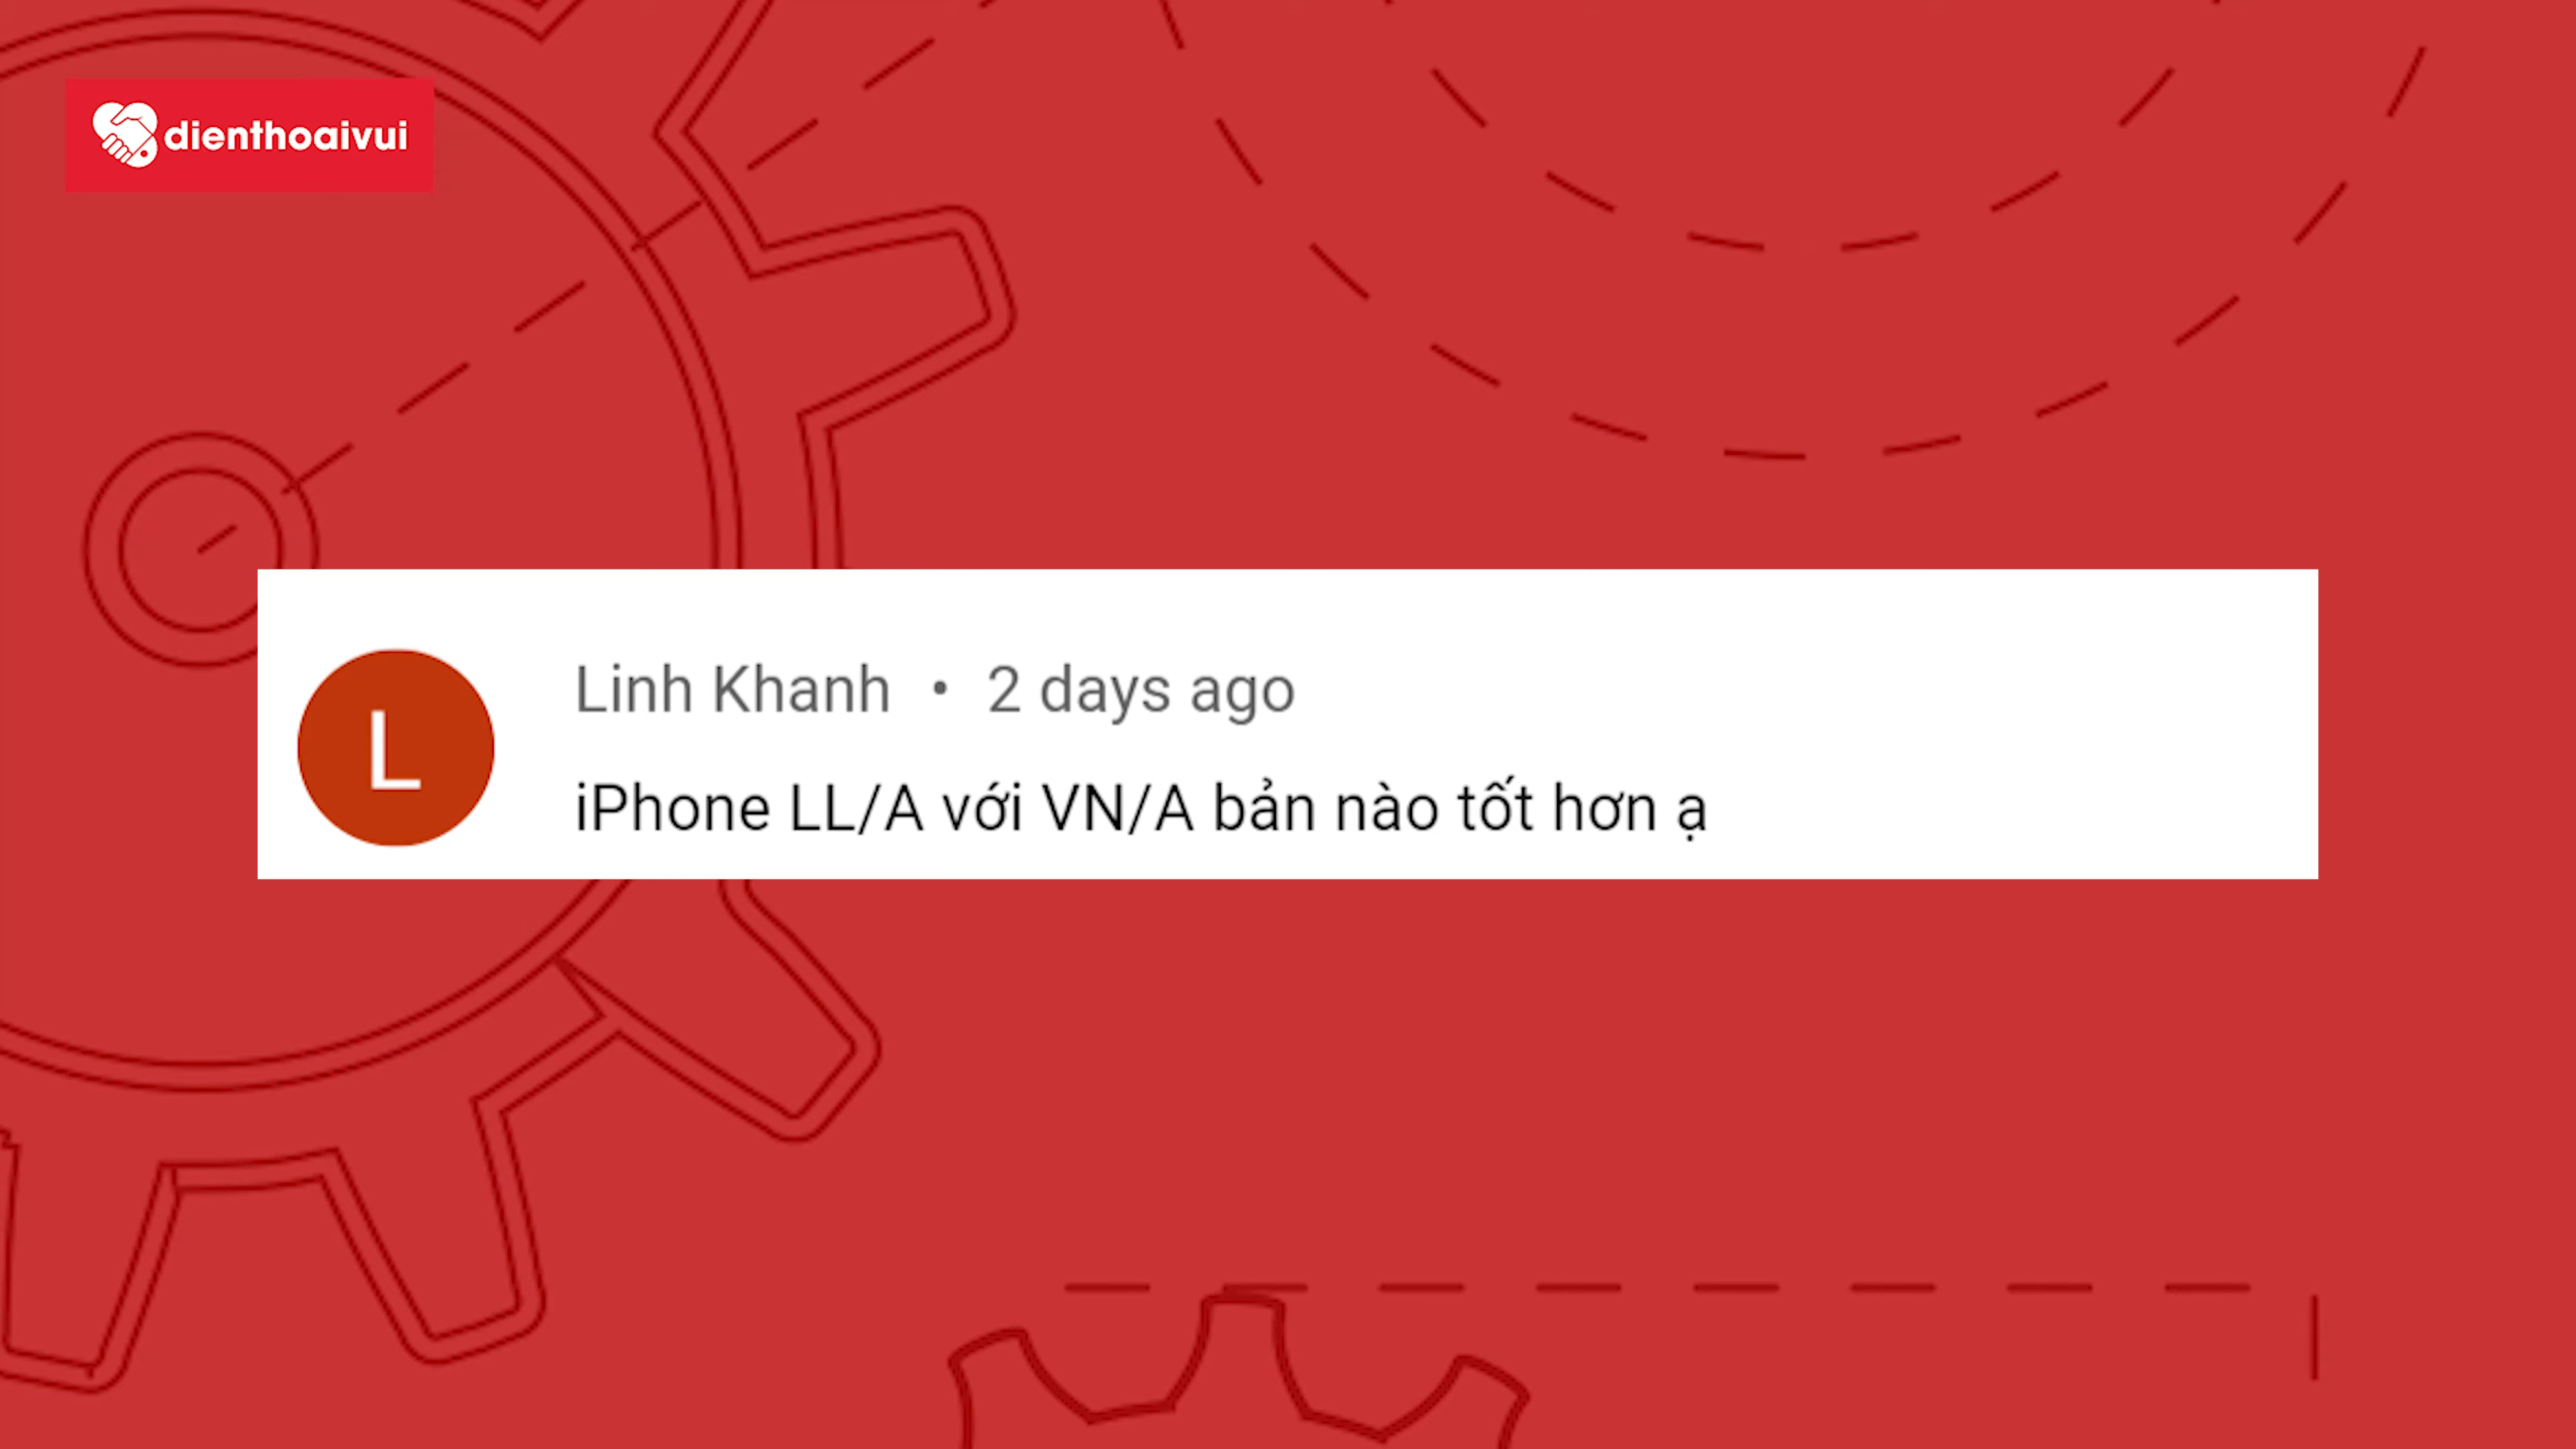 dienthoaivui
Linh Khanh • 2 days ago
L
iPhone LL/A với VN/A bản nào tốt hơn ạ